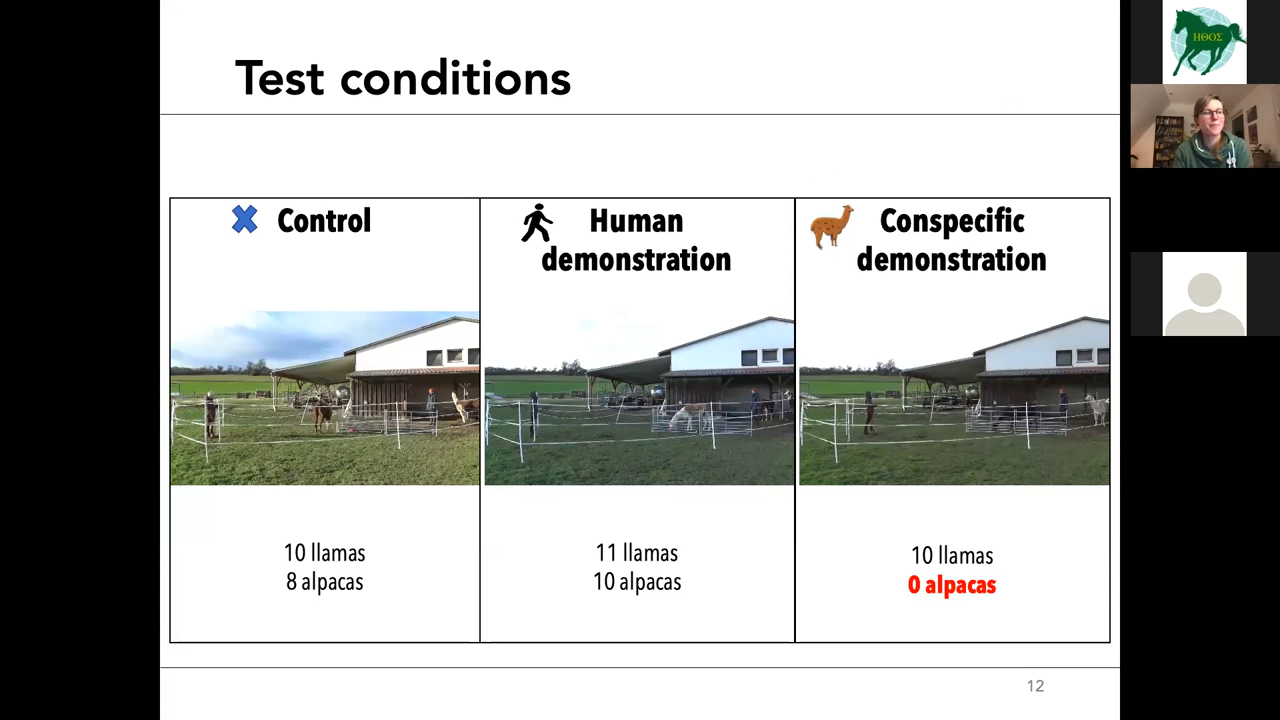 Test conditions
Control
Human
demonstration
Conspecific
demonstration
10 llamas
8 alpacas
11 llamas
10 alpacas
10 llamas
0 alpacas
12
ΗΘΟΣ